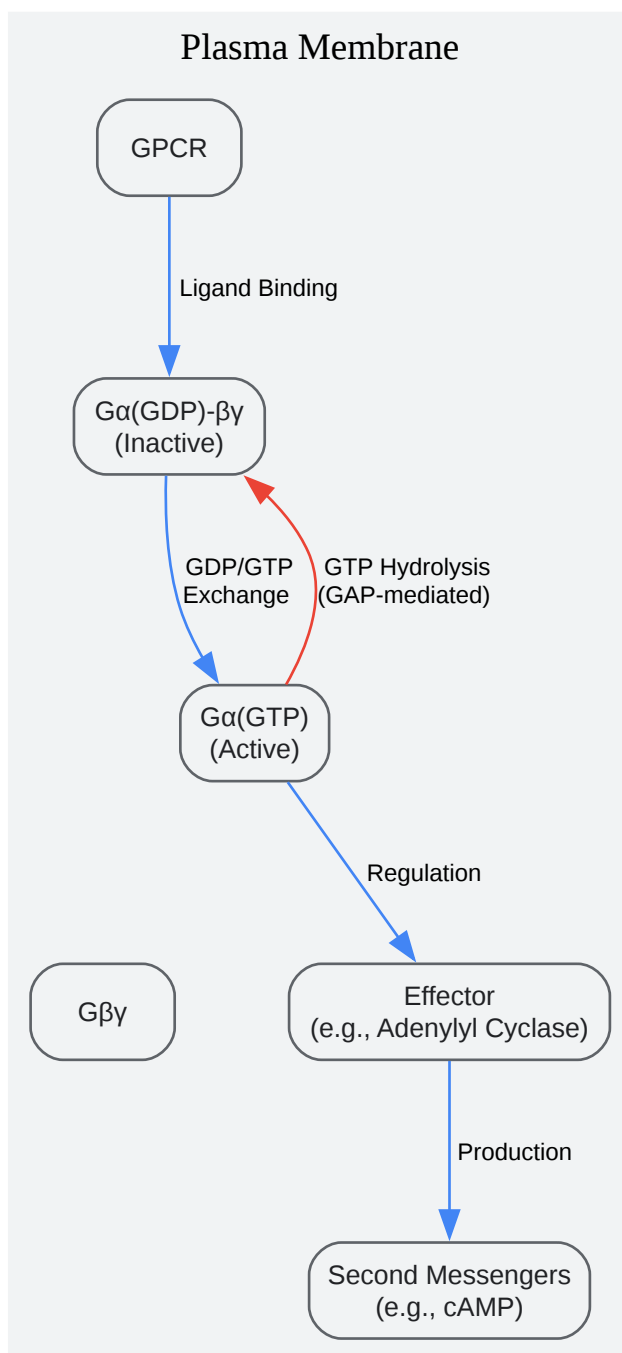 Plasma Membrane
GPCR
Ligand Binding
Gα(GDP)-βγ
(Inactive)
GDP/GTP
Exchange
GTP Hydrolysis
(GAP-mediated)
Gα(GTP)
(Active)
Regulation
Gβγ
Effector
(e.g., Adenylyl Cyclase)
Production
Second Messengers
(e.g., cAMP)